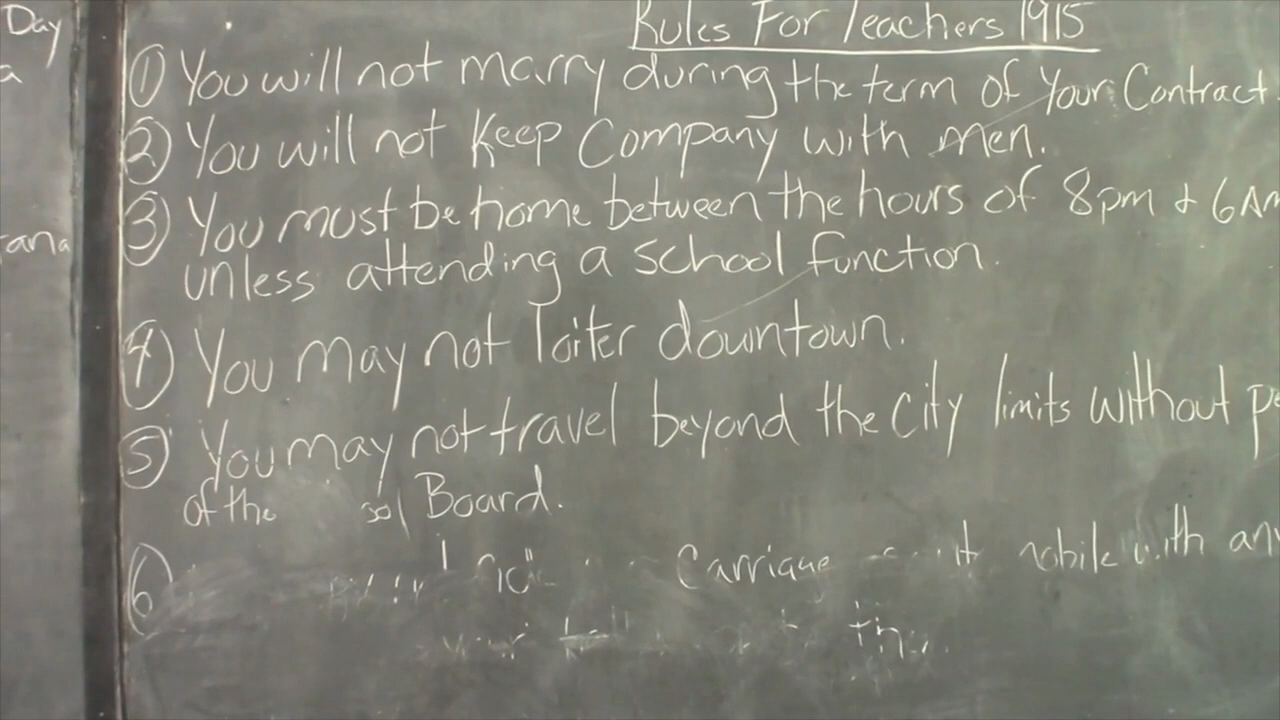 Day
a
rana
Rules For Teachers 1915
① You will not marry during the term of Your Contract
② You will not Keep Company with men.
③ You must be home between the hours of 8pm & 6Am
unless attending a school function.
④ You may not loiter downtown.
⑤ You may not travel beyond the City limits without pe
of the Board.
⑥ Carriage with any